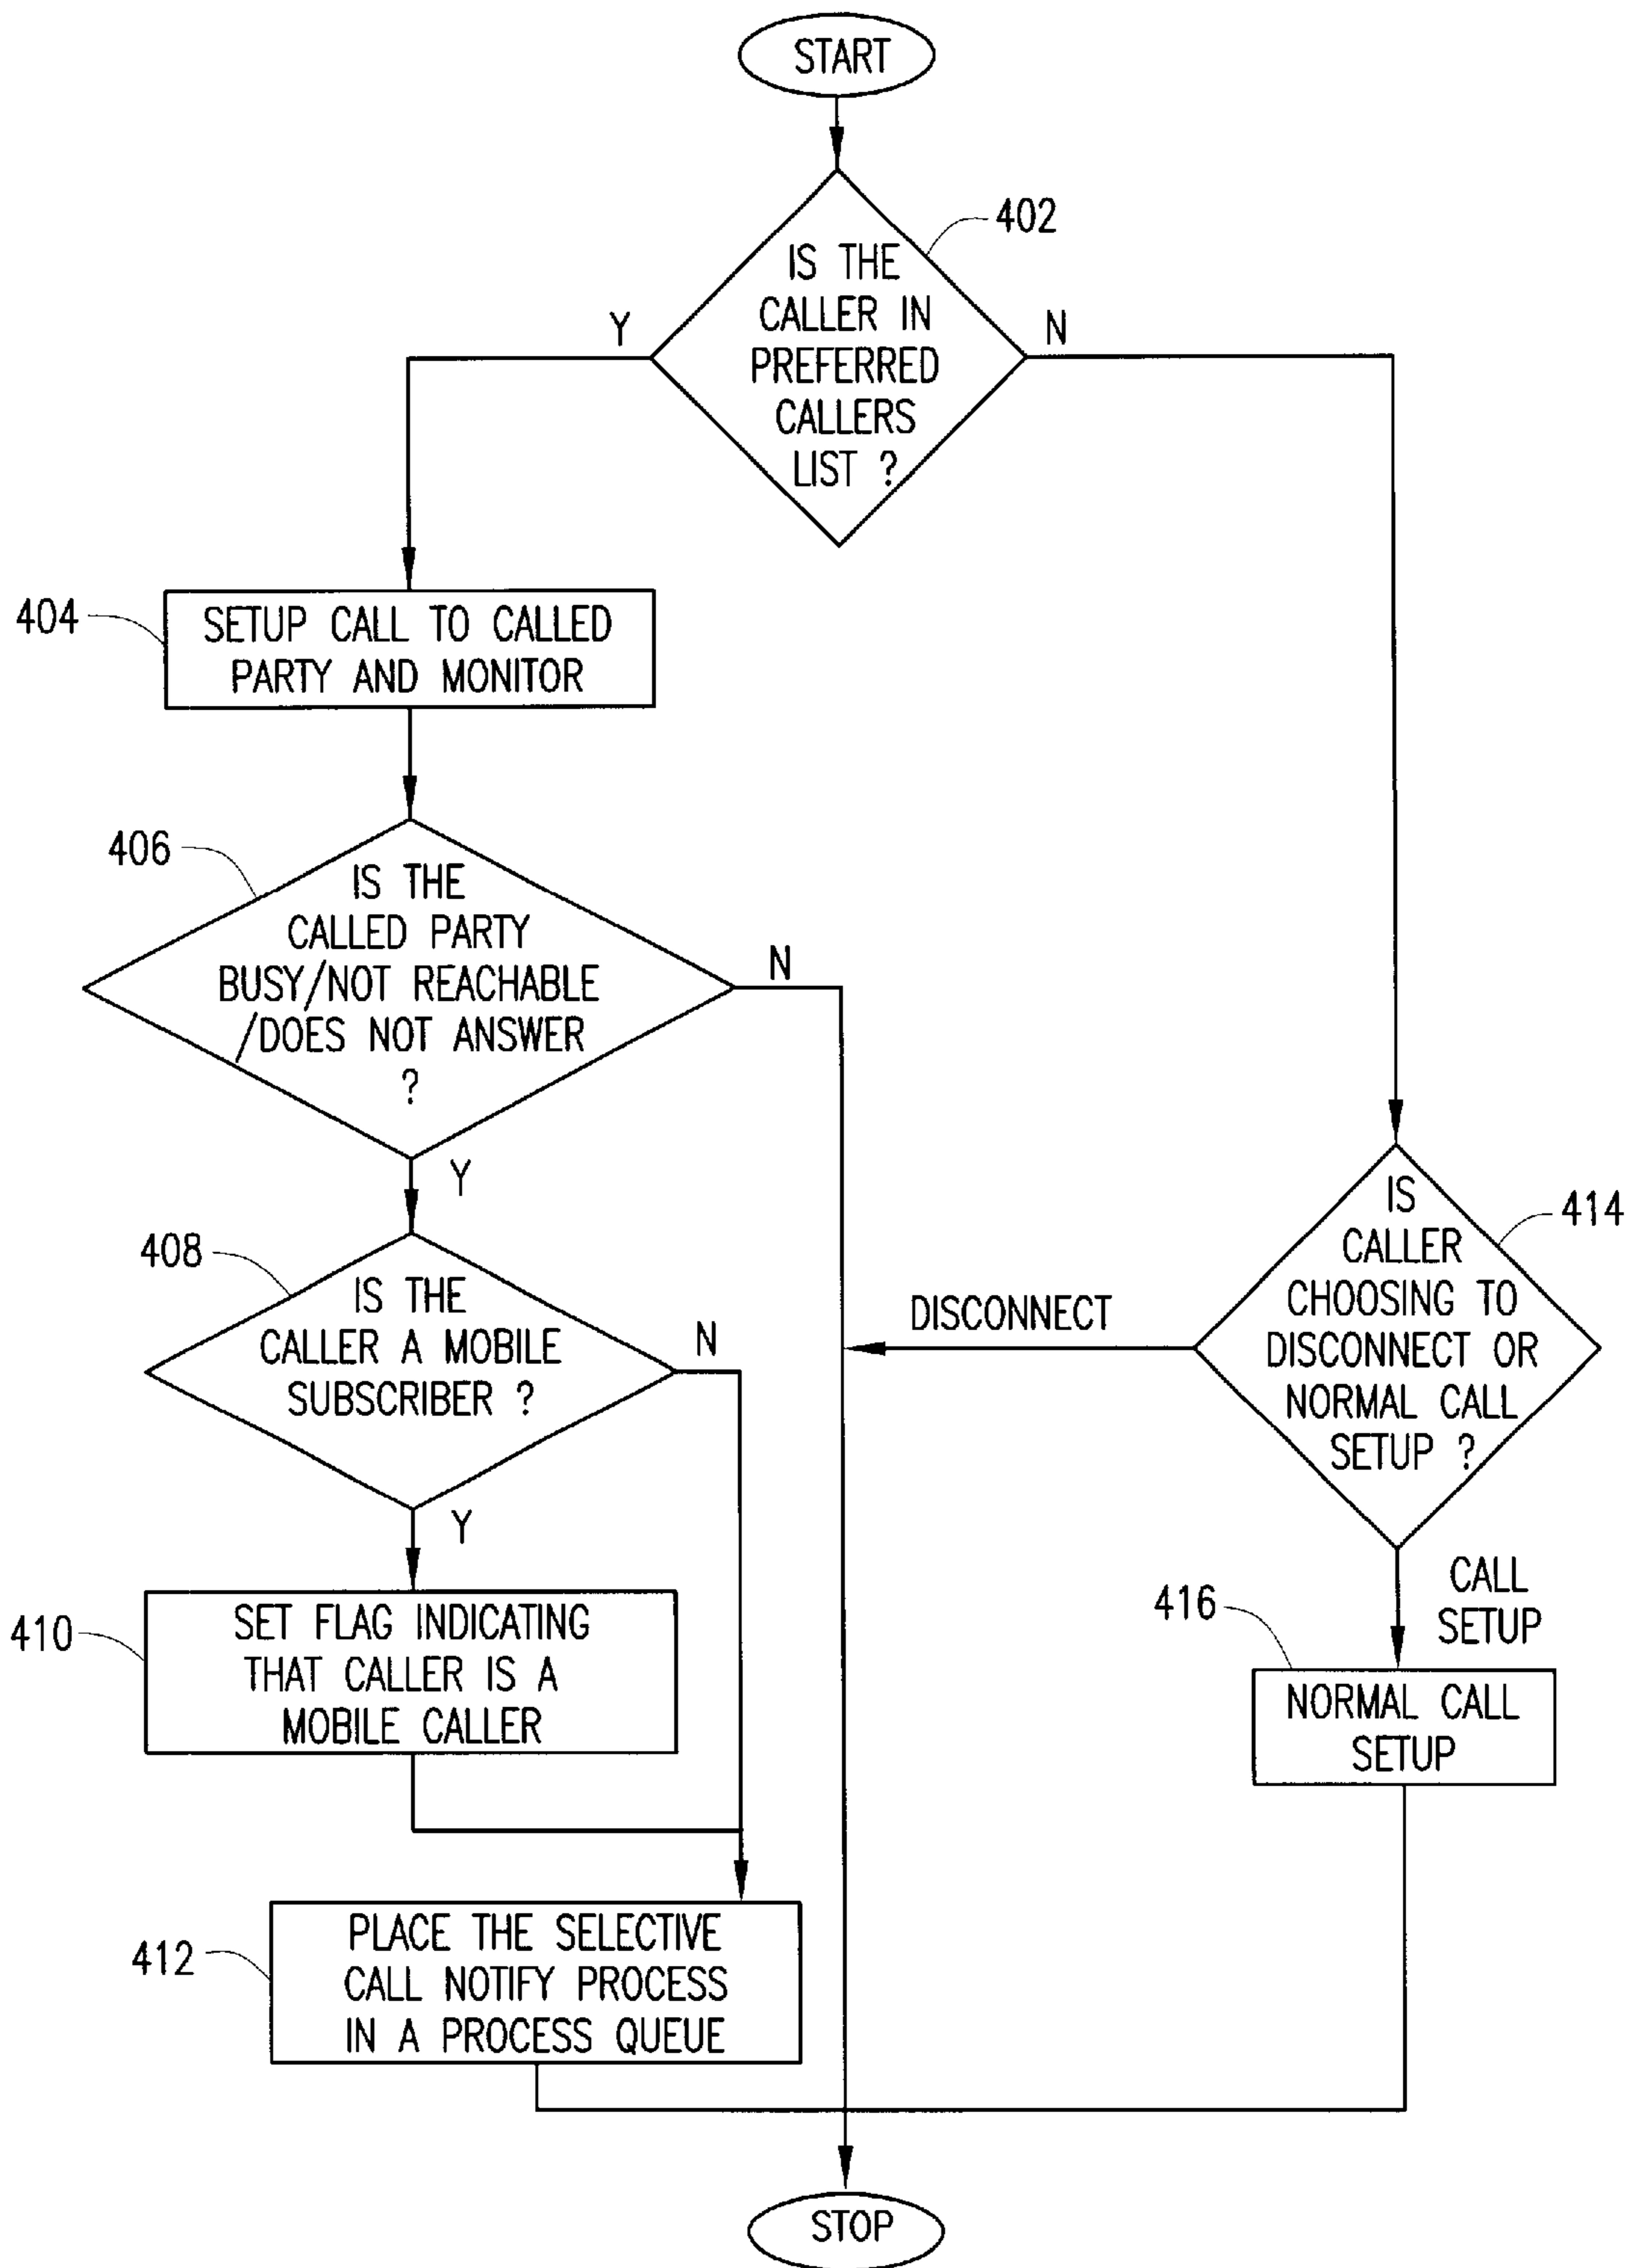 START
402
IS THE
CALLER IN
PREFERRED
CALLERS
LIST ?
Y
N
404
SETUP CALL TO CALLED
PARTY AND MONITOR
406
IS THE
CALLED PARTY
BUSY/NOT REACHABLE
/DOES NOT ANSWER
?
N
Y
408
IS THE
CALLER A MOBILE
SUBSCRIBER ?
N
Y
414
IS
CALLER
CHOOSING TO
DISCONNECT OR
NORMAL CALL
SETUP ?
DISCONNECT
CALL
SETUP
410
SET FLAG INDICATING
THAT CALLER IS A
MOBILE CALLER
416
NORMAL CALL
SETUP
412
PLACE THE SELECTIVE
CALL NOTIFY PROCESS
IN A PROCESS QUEUE
STOP